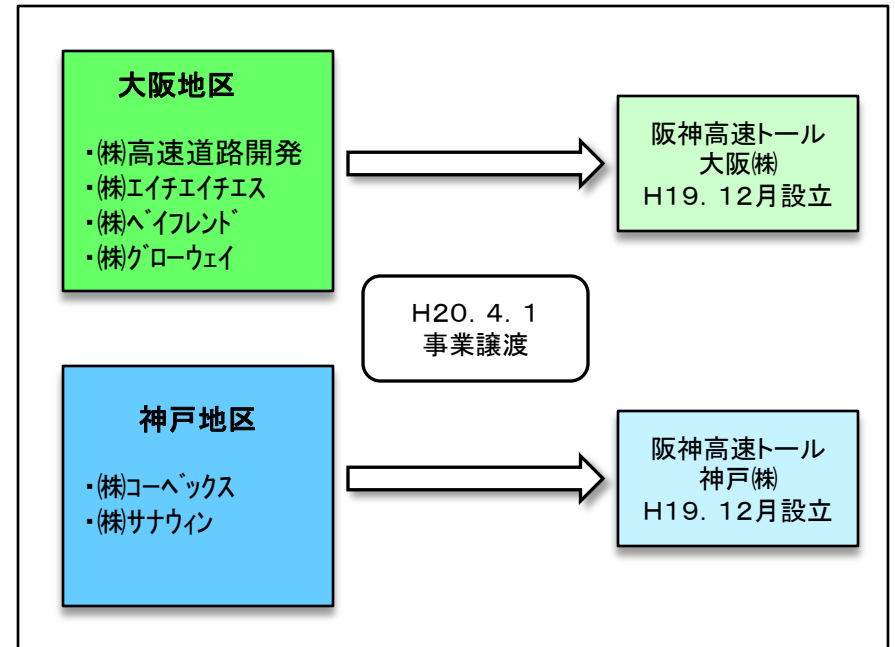 大阪地区
・㈱高速道路開発
・㈱エイチエイチエス
・㈱ﾍﾞｲﾌﾚﾝﾄﾞ
・㈱ｸﾞローウェイ
阪神高速トール
大阪㈱
H19．12月設立
H20．4．1
事業譲渡
神戸地区
・㈱コーﾍﾞックス
・㈱サナウィン
阪神高速トール
神戸㈱
H19．12月設立